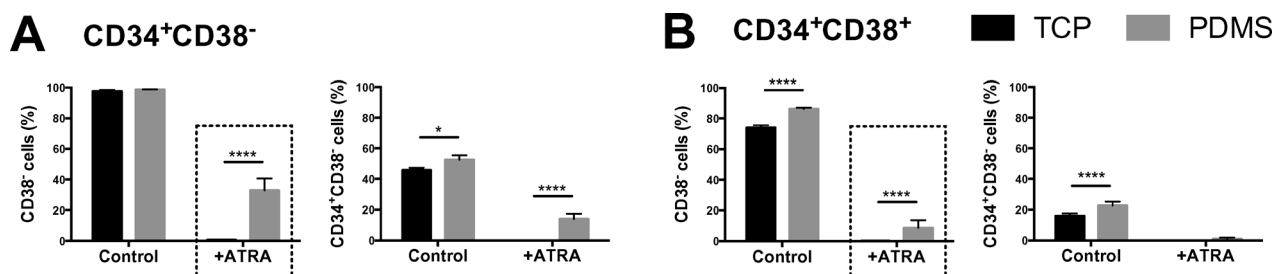 A CD34⁺CD38⁻
CD38⁻ cells (%)
100
80
60
40
20
0
****
Control
+ATRA
CD34⁺CD38⁻ cells (%)
100
80
60
40
20
0
*
****
Control
+ATRA
B CD34⁺CD38⁺
TCP
PDMS
CD38⁻ cells (%)
100
80
60
40
20
0
****
****
Control
+ATRA
CD34⁺CD38⁻ cells (%)
100
80
60
40
20
0
****
Control
+ATRA